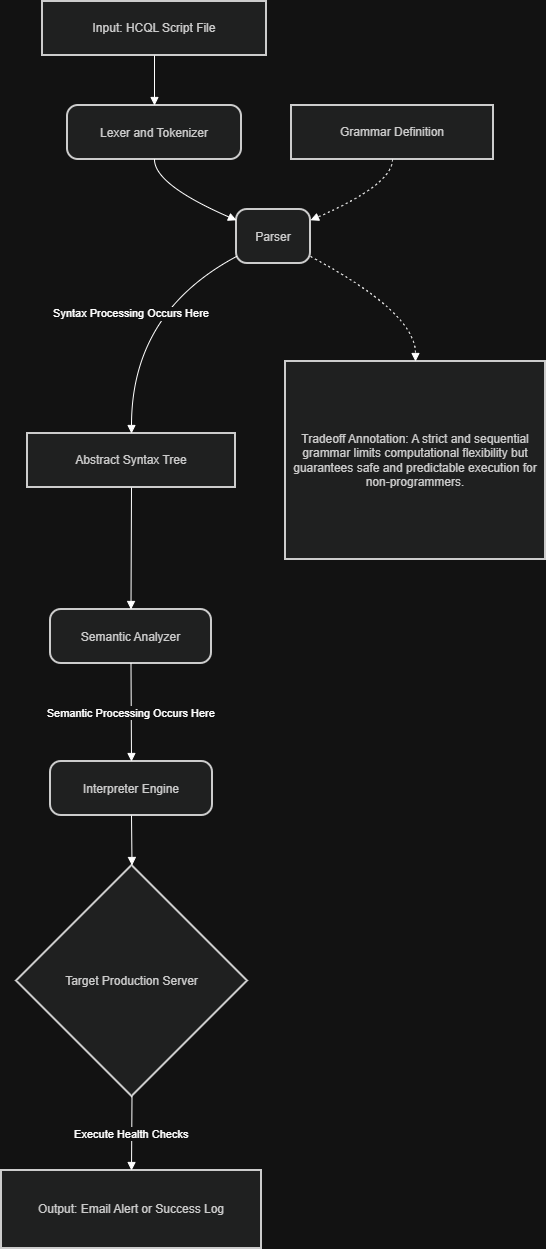 Input: HCQL Script File
Lexer and Tokenizer
Grammar Definition
Parser
Syntax Processing Occurs Here
Tradeoff Annotation: A strict and sequential
grammar limits computational flexibility but
guarantees safe and predictable execution for
non-programmers.
Abstract Syntax Tree
Semantic Analyzer
Semantic Processing Occurs Here
Interpreter Engine
Target Production Server
Execute Health Checks
Output: Email Alert or Success Log